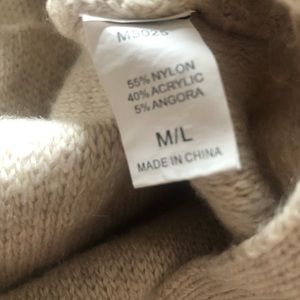 55% NYLON
40% ACRYLIC
5% ANGORA
M/L
MADE IN CHINA